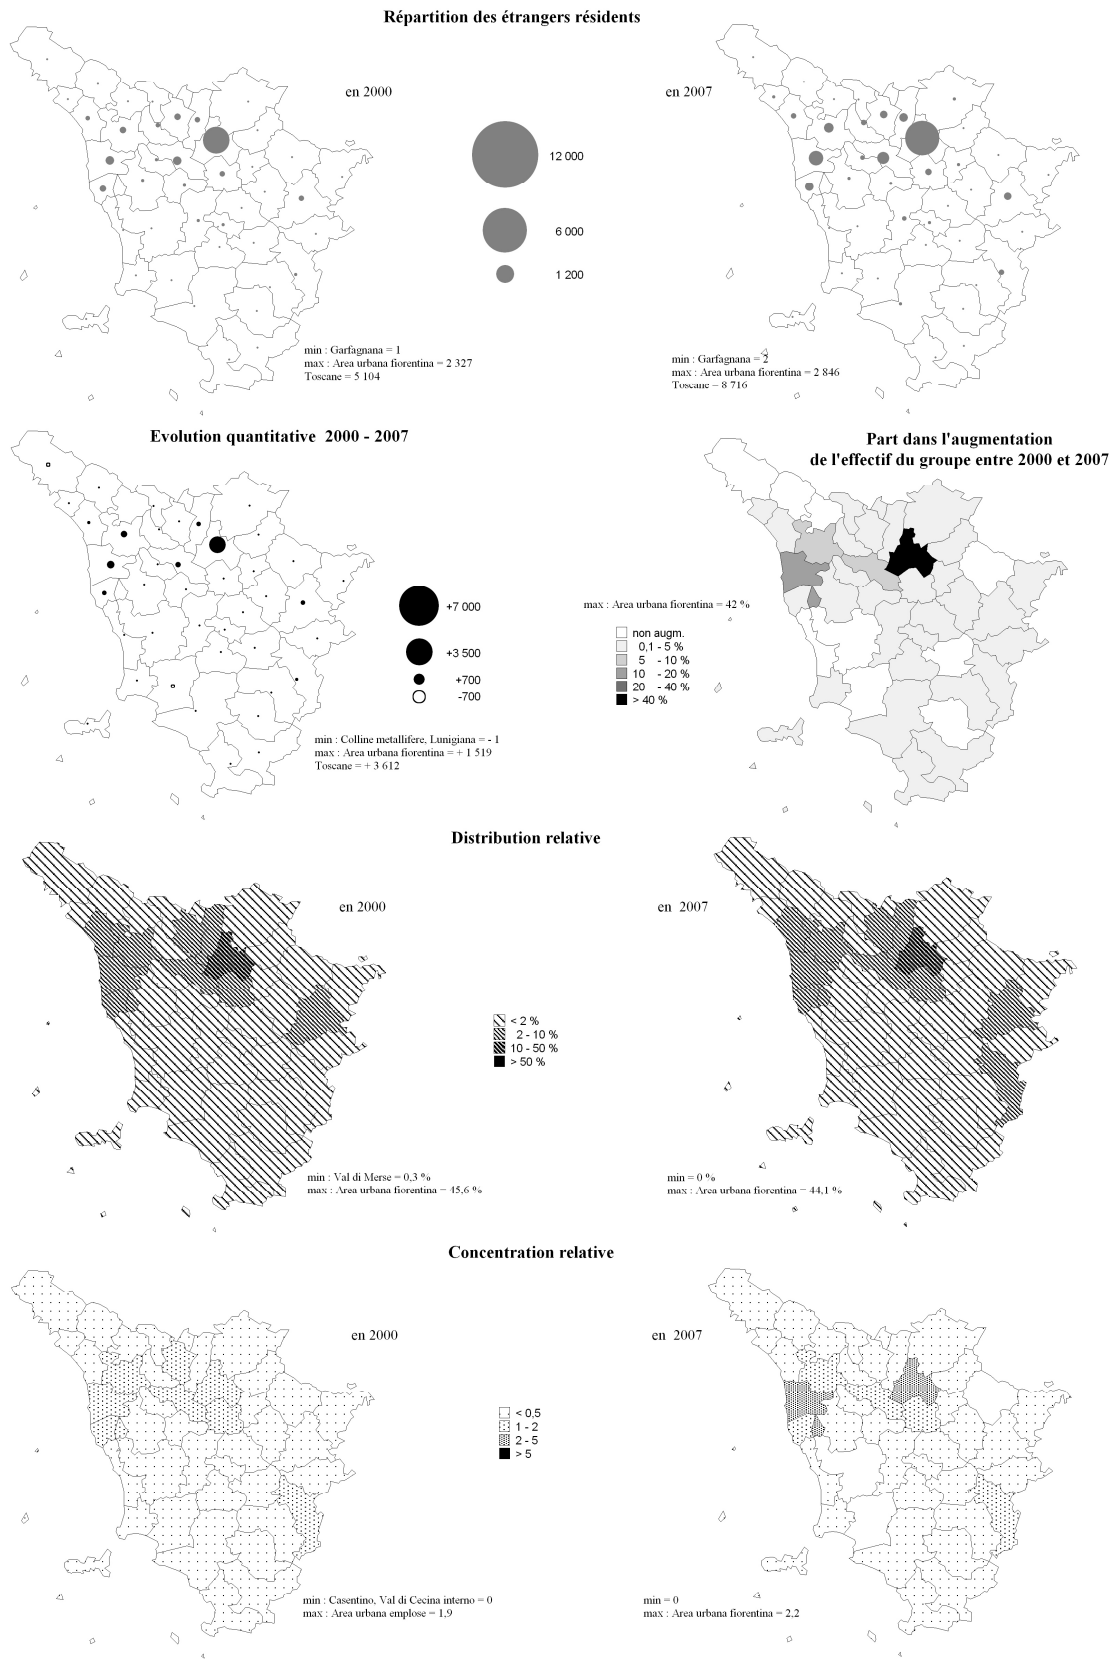 Répartition des étrangers résidents
en 2000
en 2007
12 000
6 000
1 200
min : Garfagnana = 1
max : Area urbana fiorentina = 2 327
Toscane = 5 104
min : Garfagnana = 2
max : Area urbana fiorentina = 2 846
Toscane = 8 716
Evolution quantitative 2000 - 2007
Part dans l'augmentation
de l'effectif du groupe entre 2000 et 2007
+7 000
+3 500
+700
-700
min : Colline metallifere, Lunigiana = - 1
max : Area urbana fiorentina = + 1 519
Toscane = + 3 612
max : Area urbana fiorentina = 42 %
non augm.
0,1 - 5 %
5 - 10 %
10 - 20 %
20 - 40 %
> 40 %
Distribution relative
en 2000
en 2007
< 2 %
2 - 10 %
10 - 50 %
> 50 %
min : Val di Merse = 0,3 %
max : Area urbana fiorentina = 45,6 %
min = 0 %
max : Area urbana fiorentina = 44,1 %
Concentration relative
en 2000
en 2007
< 0,5
1 - 2
2 - 5
> 5
min : Casentino, Val di Cecina interno = 0
max : Area urbana emplose = 1,9
min = 0
max : Area urbana fiorentina = 2,2